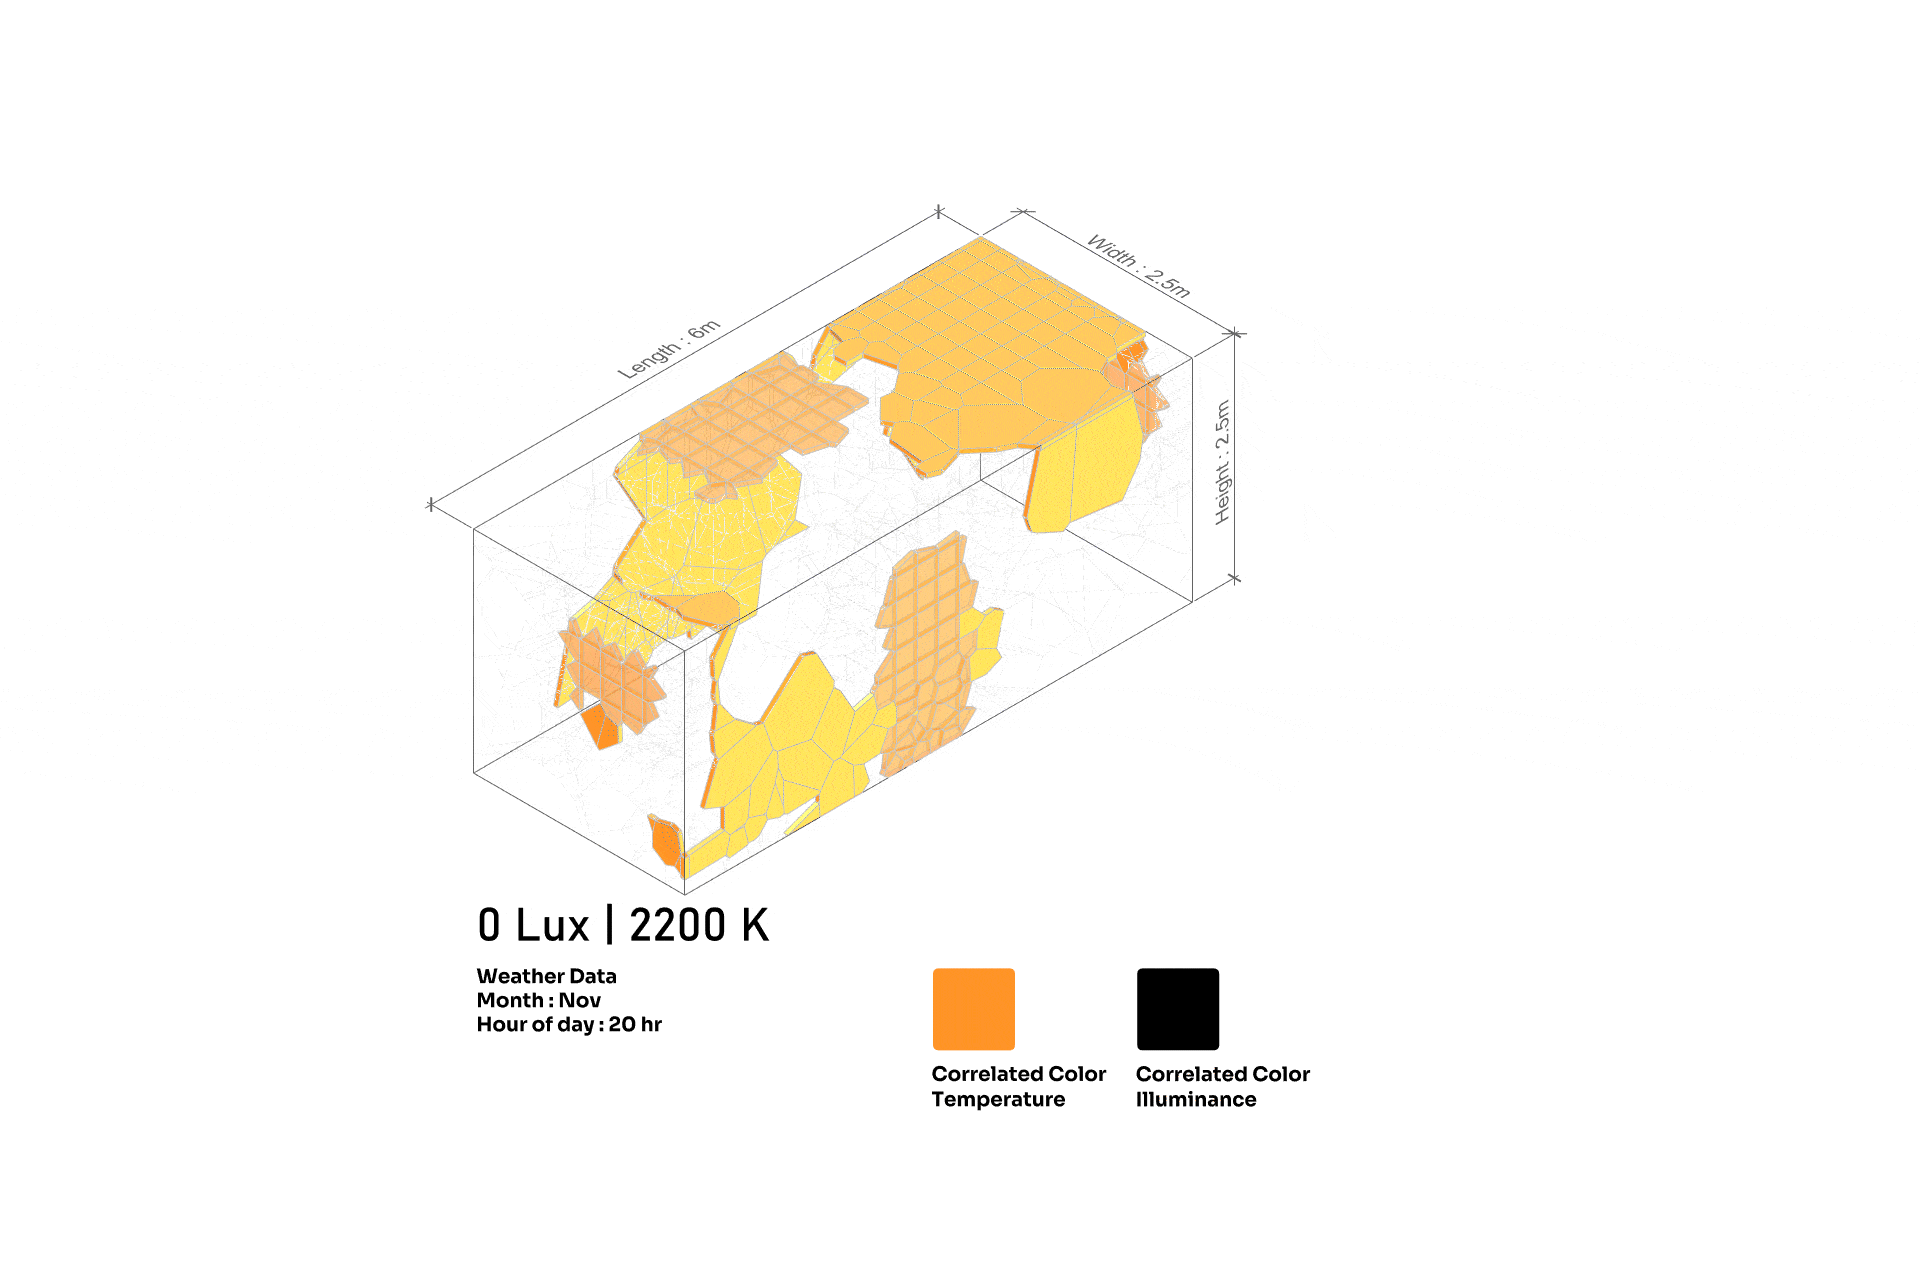 Length : 6m
Width : 2.5m
Height : 2.5m
0 Lux | 2200 K
Weather Data
Month : Nov
Hour of day : 20 hr
Correlated Color
Temperature
Correlated Color
Illuminance